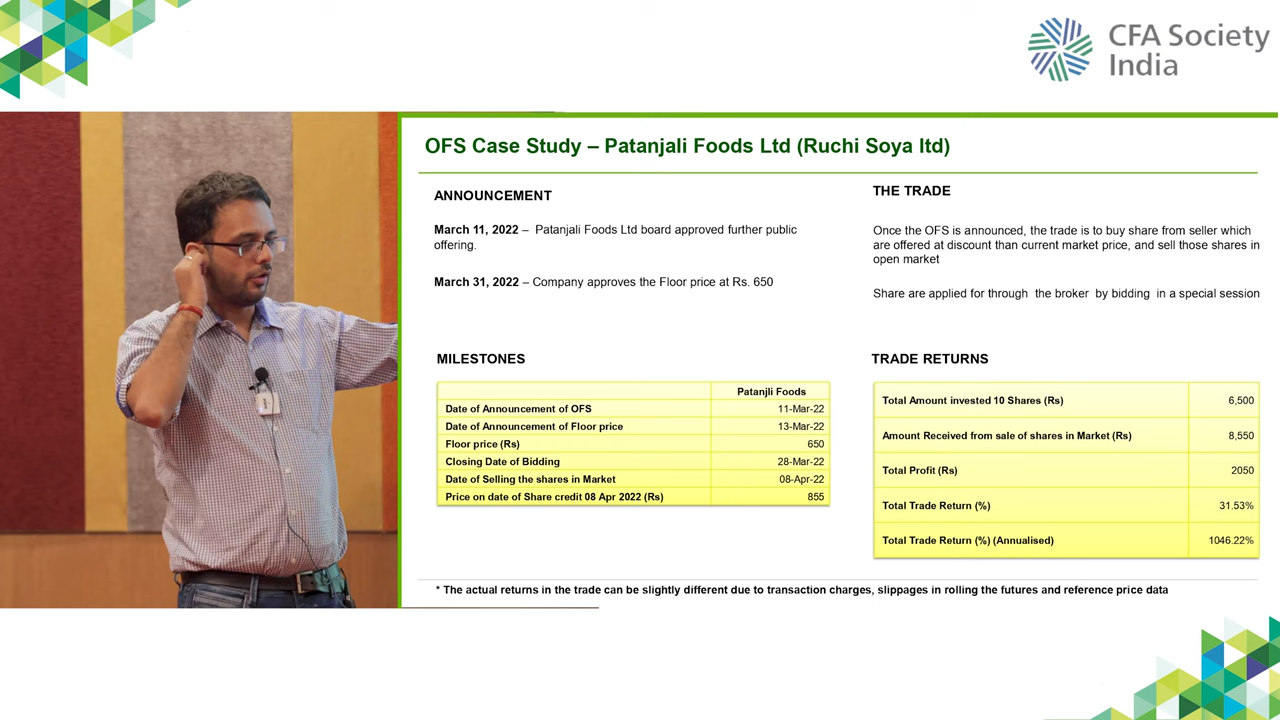 CFA Society
India
OFS Case Study – Patanjali Foods Ltd (Ruchi Soya ltd)
ANNOUNCEMENT
March 11, 2022 – Patanjali Foods Ltd board approved further public
offering.
March 31, 2022 – Company approves the Floor price at Rs. 650
THE TRADE
Once the OFS is announced, the trade is to buy share from seller which
are offered at discount than current market price, and sell those shares in
open market
Share are applied for through the broker by bidding in a special session
MILESTONES
Patanjli Foods
Date of Announcement of OFS 11-Mar-22
Date of Announcement of Floor price 13-Mar-22
Floor price (Rs) 650
Closing Date of Bidding 28-Mar-22
Date of Selling the shares in Market 08-Apr-22
Price on date of Share credit 08 Apr 2022 (Rs) 855
TRADE RETURNS
Total Amount invested 10 Shares (Rs) 6,500
Amount Received from sale of shares in Market (Rs) 8,550
Total Profit (Rs) 2050
Total Trade Return (%) 31.53%
Total Trade Return (%) (Annualised) 1046.22%
* The actual returns in the trade can be slightly different due to transaction charges, slippages in rolling the futures and reference price data